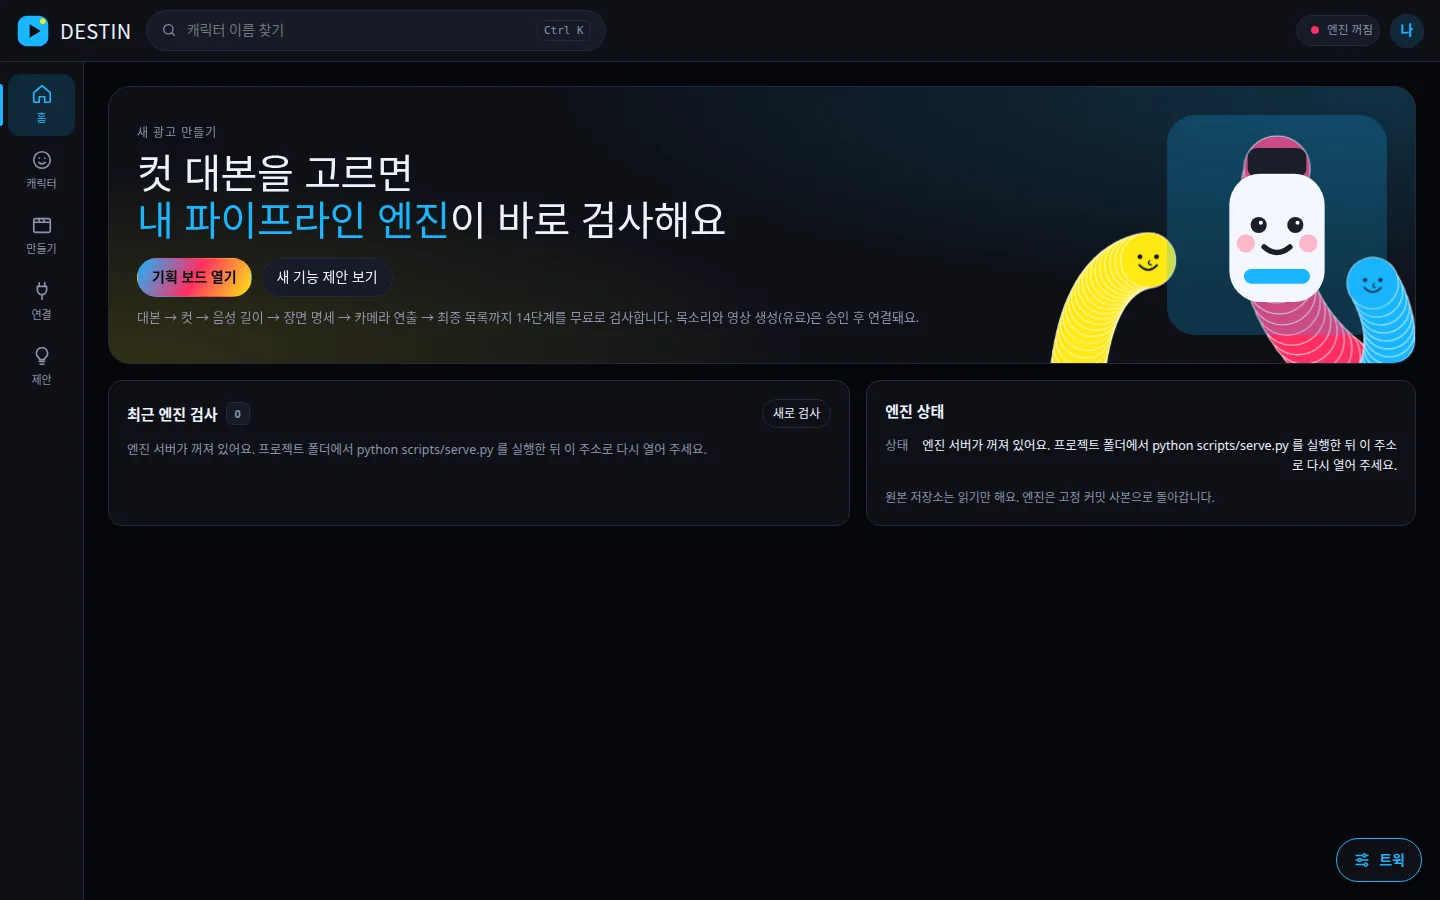 DESTIN
캐릭터 이름 찾기
Ctrl K
엔진 꺼짐
나
홈
캐릭터
만들기
연결
제안
새 광고 만들기
컷 대본을 고르면
내 파이프라인 엔진이 바로 검사해요
기획 보드 열기
새 기능 제안 보기
대본 → 컷 → 음성 길이 → 장면 명세 → 카메라 연출 → 최종 목록까지 14단계를 무료로 검사합니다. 목소리와 영상 생성(유료)은 승인 후 연결돼요.
최근 엔진 검사 0
새로 검사
엔진 서버가 꺼져 있어요. 프로젝트 폴더에서 python scripts/serve.py 를 실행한 뒤 이 주소로 다시 열어 주세요.
엔진 상태
상태 엔진 서버가 꺼져 있어요. 프로젝트 폴더에서 python scripts/serve.py 를 실행한 뒤 이 주소
로 다시 열어 주세요.
원본 저장소는 읽기만 해요. 엔진은 고정 커밋 사본으로 돌아갑니다.
트윅